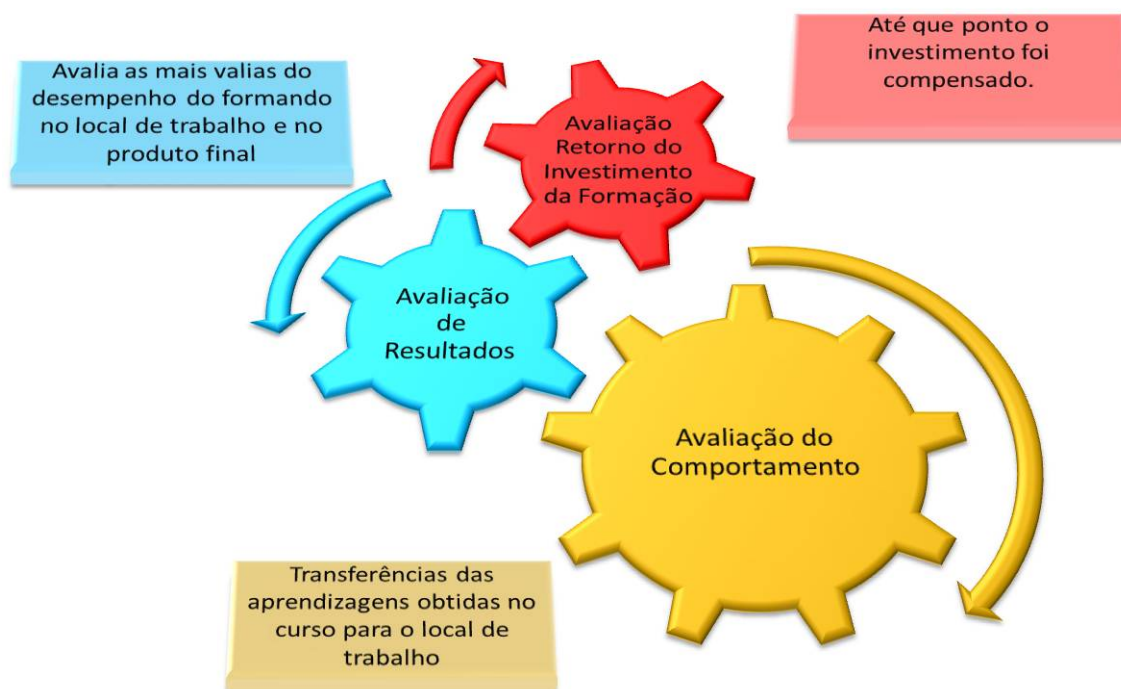 Avalia as mais valias do
desempenho do formando
no local de trabalho e no
produto final
Até que ponto o
investimento foi
compensado.
Avaliação
Retorno do
Investimento
da Formação
Avaliação
de
Resultados
Avaliação do
Comportamento
Transferências das
aprendizagens obtidas no
curso para o local de
trabalho